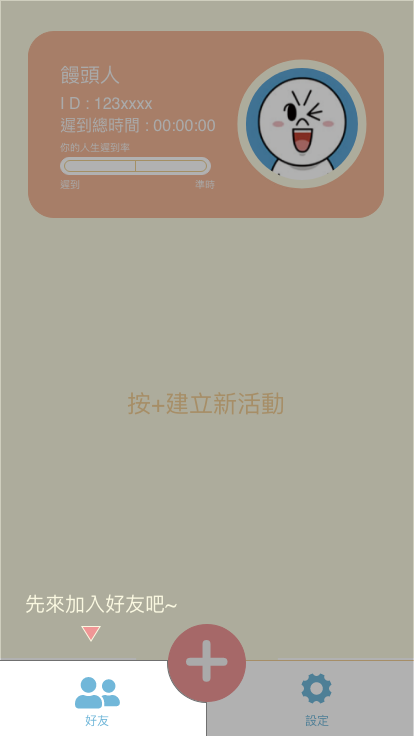 饅頭人
ID : 123xxxx
遲到總時間 : 00:00:00
你的人生遲到率
遲到 準時
按+建立新活動
先來加入好友吧~
好友 設定